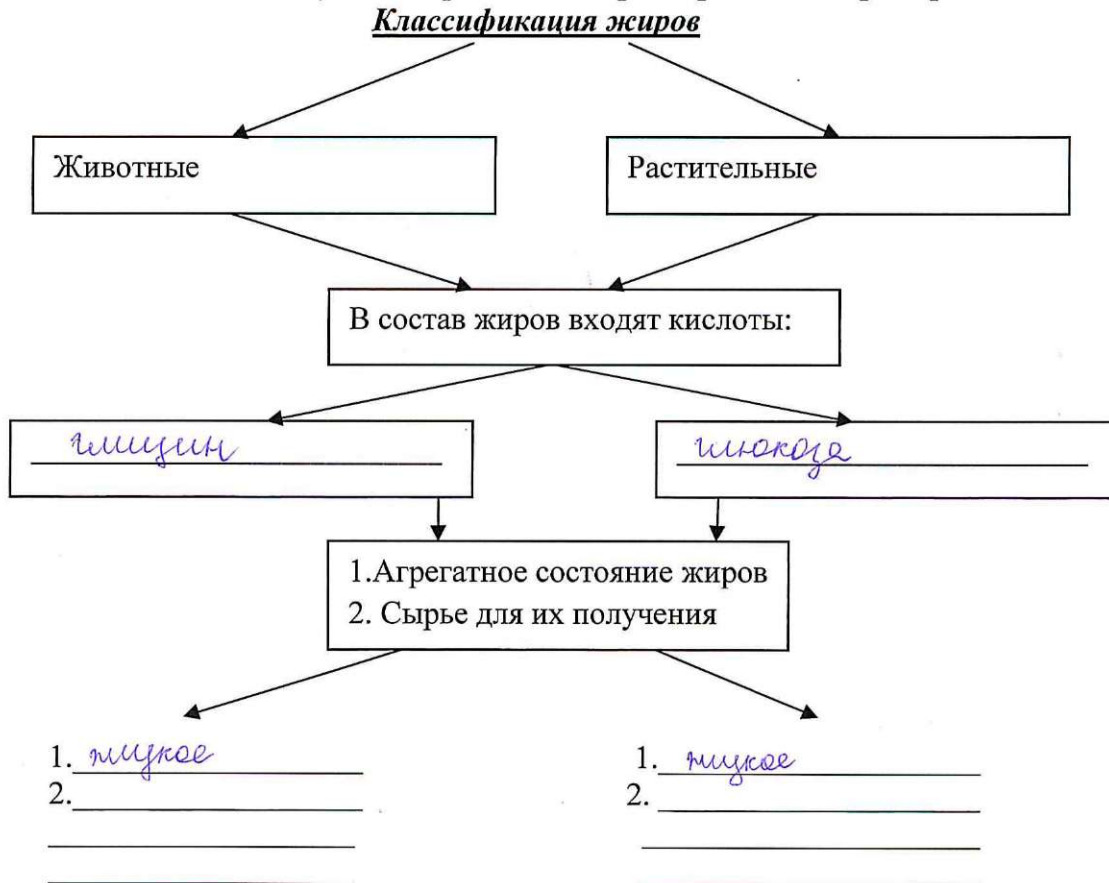 Классификация жиров
Животные
Растительные
В состав жиров входят кислоты:
глицин
глюкоза
1.Агрегатное состояние жиров
2. Сырье для их получения
1. жидкое
2.
1. жидкое
2.